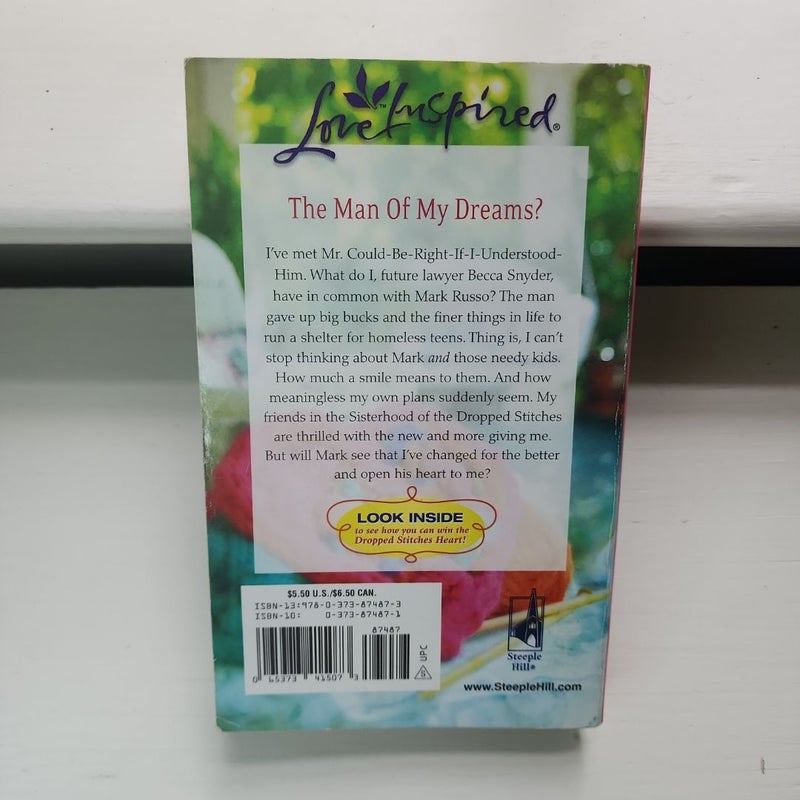 Love Inspired®
The Man Of My Dreams?
I've met Mr. Could-Be-Right-If-I-Understood-
Him. What do I, future lawyer Becca Snyder,
have in common with Mark Russo? The man
gave up big bucks and the finer things in life to
run a shelter for homeless teens. Thing is, I can't
stop thinking about Mark and those needy kids.
How much a smile means to them. And how
meaningless my own plans suddenly seem. My
friends in the Sisterhood of the Dropped Stitches
are thrilled with the new and more giving me.
But will Mark see that I've changed for the better
and open his heart to me?
LOOK INSIDE
to see how you can win the
Dropped Stitches Heart!
$5.50 U.S./$6.50 CAN.
ISBN-13:978-0-373-87487-3
ISBN-10: 0-373-87487-1
87487
UPC
0 65373 41507 3
Steeple
Hill®
www.SteepleHill.com